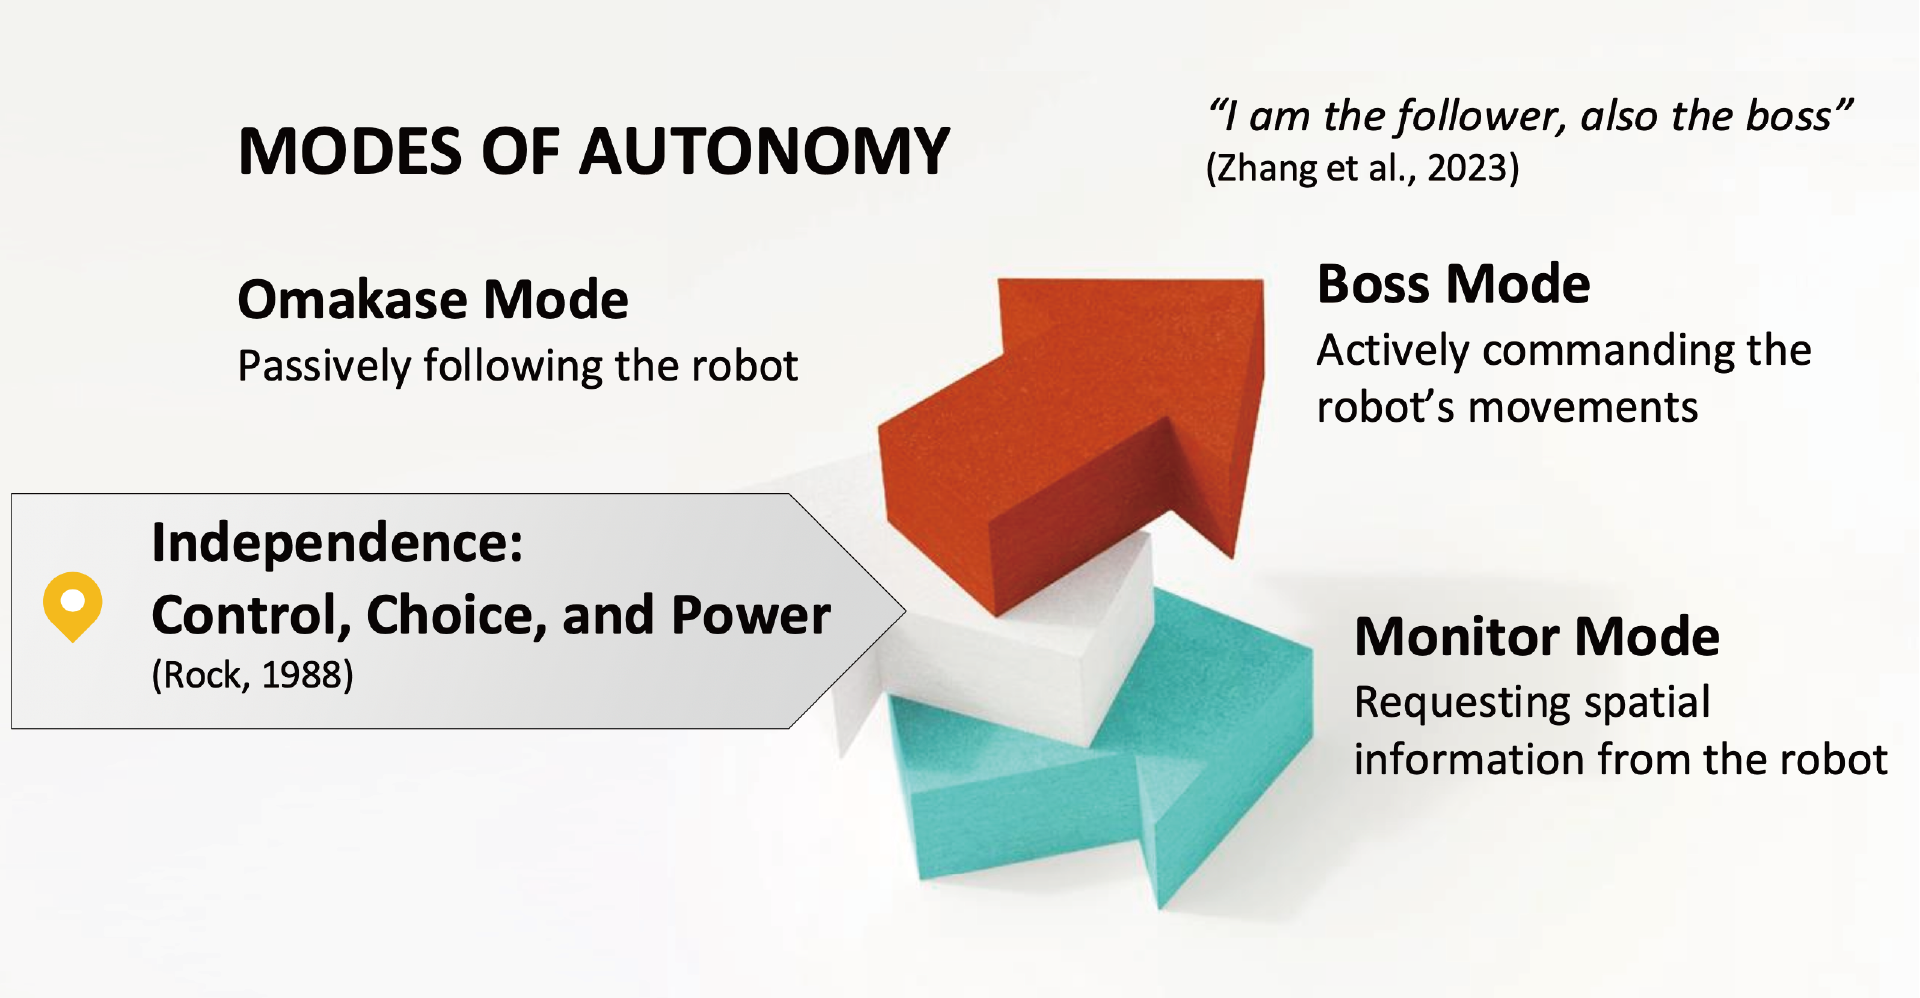 MODES OF AUTONOMY
“I am the follower, also the boss”
(Zhang et al., 2023)
Omakase Mode
Passively following the robot
Boss Mode
Actively commanding the
robot’s movements
Independence:
Control, Choice, and Power
(Rock, 1988)
Monitor Mode
Requesting spatial
information from the robot